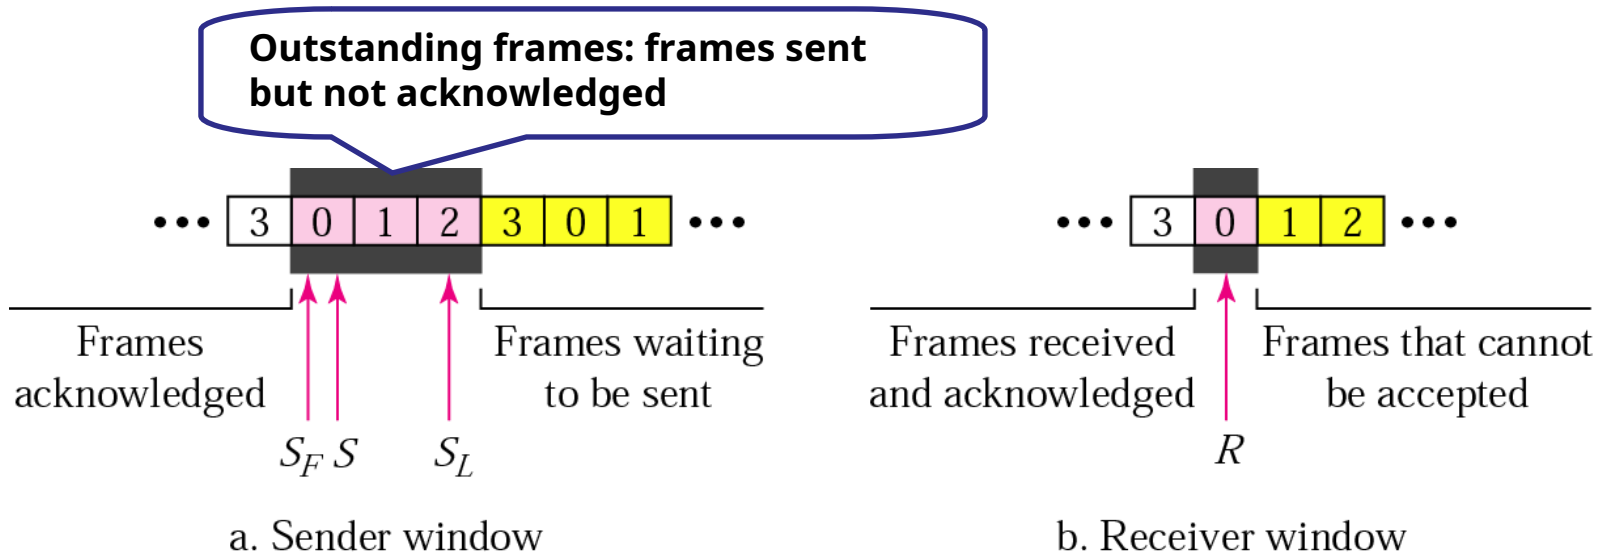 Outstanding frames: frames sent
but not acknowledged
••• 3 0 1 2 3 0 1 •••
Frames
acknowledged
Frames waiting
to be sent
S_F S S_L
a. Sender window
••• 3 0 1 2 •••
Frames received
and acknowledged
Frames that cannot
be accepted
R
b. Receiver window